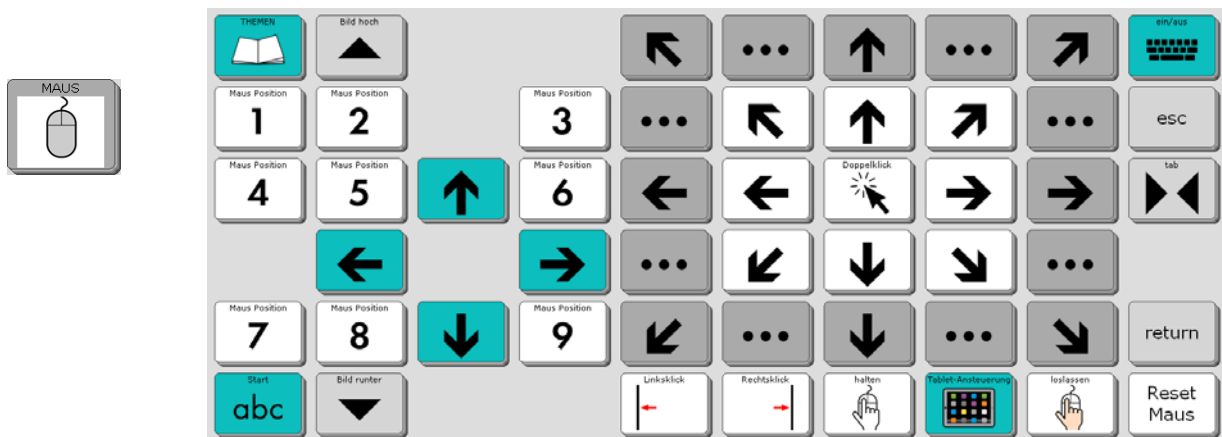 MAUS
THEMEN
Bild hoch
ein/aus
Maus Position
1
Maus Position
2
Maus Position
3
esc
Maus Position
4
Maus Position
5
Maus Position
6
Doppelklick
tab
Maus Position
7
Maus Position
8
Maus Position
9
return
Start
abc
Bild runter
Linksklick
Rechtsklick
halten
Tablet-Ansteuerung
loslassen
Reset
Maus